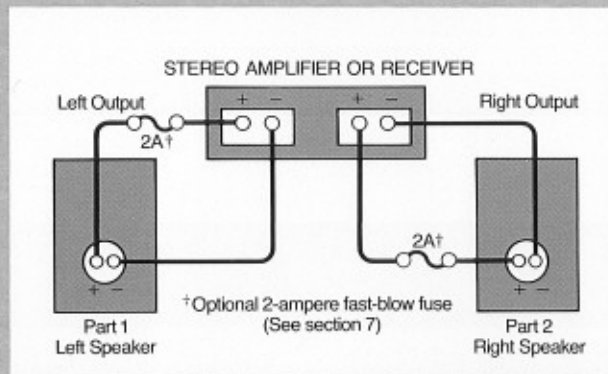 STEREO AMPLIFIER OR RECEIVER
Left Output
Right Output
+ − + −
2A†
2A†
+ −
+ −
†Optional 2-ampere fast-blow fuse
(See section 7)
Part 1
Left Speaker
Part 2
Right Speaker